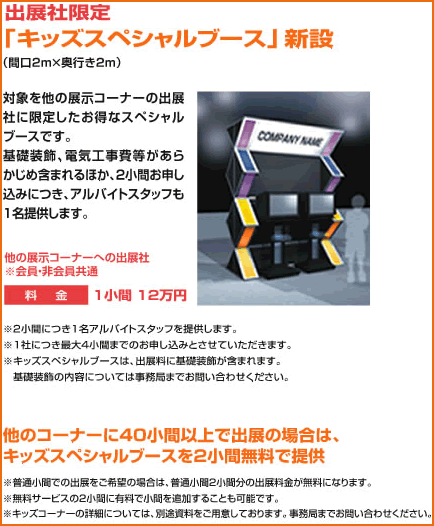 出展社限定
「キッズスペシャルブース」新設
(間口2m×奥行き2m)
対象を他の展示コーナーの出展
社に限定したお得なスペシャル
ブースです。
基礎装飾、電気工事費等があら
かじめ含まれるほか、2小間お申し
込みにつき、アルバイトスタッフも
1名提供します。
COMPANY NAME
他の展示コーナーへの出展社
※会員・非会員共通
料 金 1小間 12万円
※2小間につき1名アルバイトスタッフを提供します。
※1社につき最大4小間までのお申し込みとさせていただきます。
※キッズスペシャルブースは、出展料に基礎装飾が含まれます。
基礎装飾の内容については事務局までお問い合わせください。
他のコーナーに40小間以上で出展の場合は、
キッズスペシャルブースを2小間無料で提供
※普通小間での出展をご希望の場合は、普通小間2小間分の出展料金が無料になります。
※無料サービスの2小間に有料で小間を追加することも可能です。
※キッズコーナーの詳細については、別途資料をご用意しております。事務局までお問い合わせください。